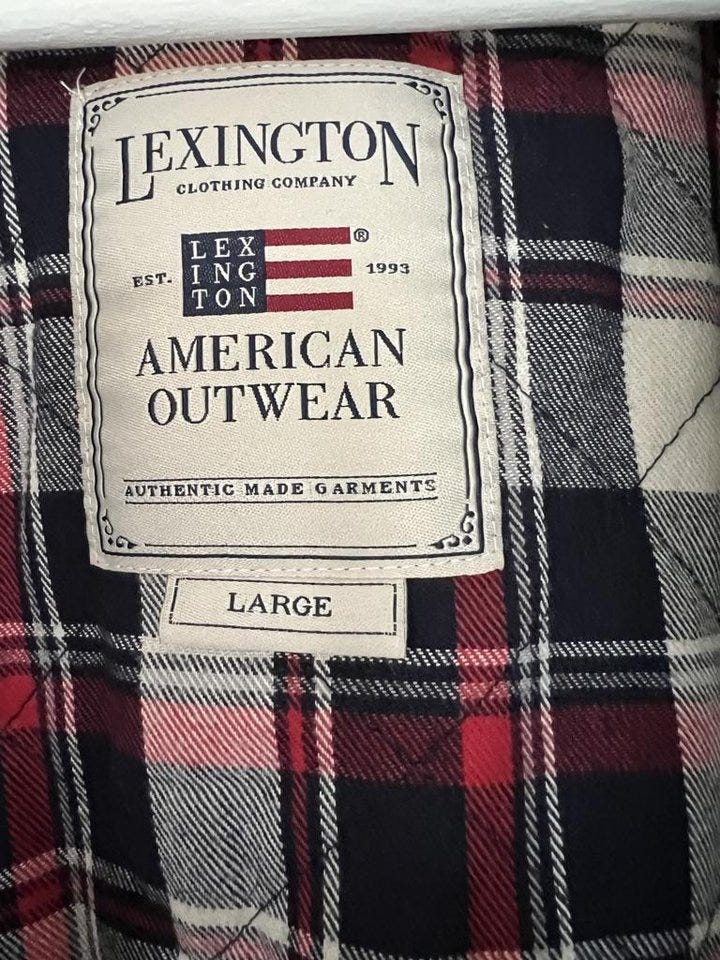 LEXINGTON
CLOTHING COMPANY
LEX
ING
TON
®
EST.
1993
AMERICAN
OUTWEAR
AUTHENTIC MADE GARMENTS
LARGE